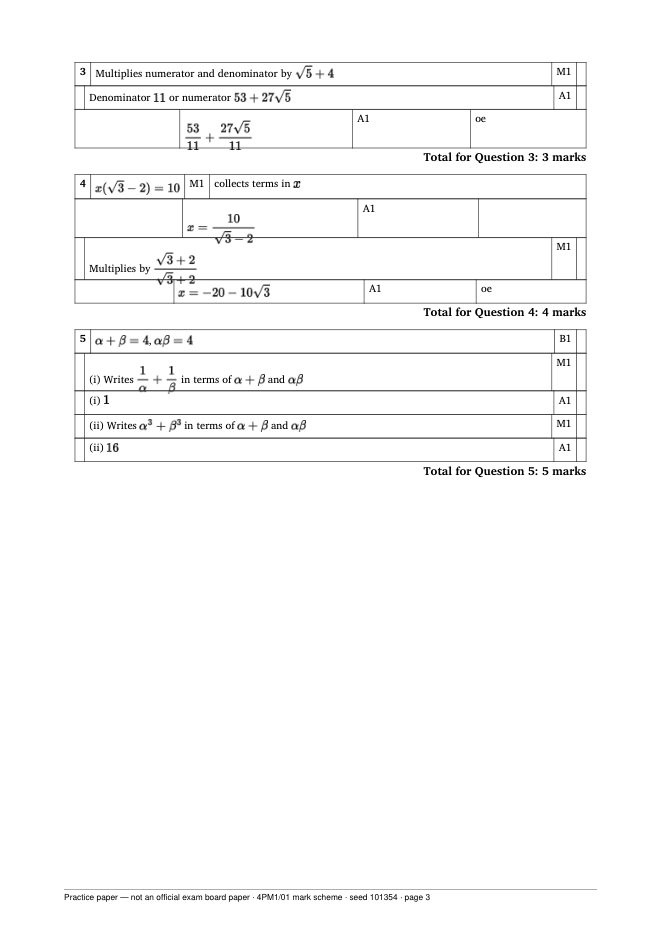 3 Multiplies numerator and denominator by √5 + 4 M1
Denominator 11 or numerator 53 + 27√5 A1
53/11 + 27√5/11 A1 oe
Total for Question 3: 3 marks
4 x(√3 − 2) = 10 M1 collects terms in x
x = 10/(√3 − 2) A1
Multiplies by (√3 + 2)/(√3 + 2) M1
x = −20 − 10√3 A1 oe
Total for Question 4: 4 marks
5 α + β = 4, αβ = 4 B1
(i) Writes 1/α + 1/β in terms of α + β and αβ M1
(i) 1 A1
(ii) Writes α³ + β³ in terms of α + β and αβ M1
(ii) 16 A1
Total for Question 5: 5 marks
Practice paper — not an official exam board paper · 4PM1/01 mark scheme · seed 101354 · page 3